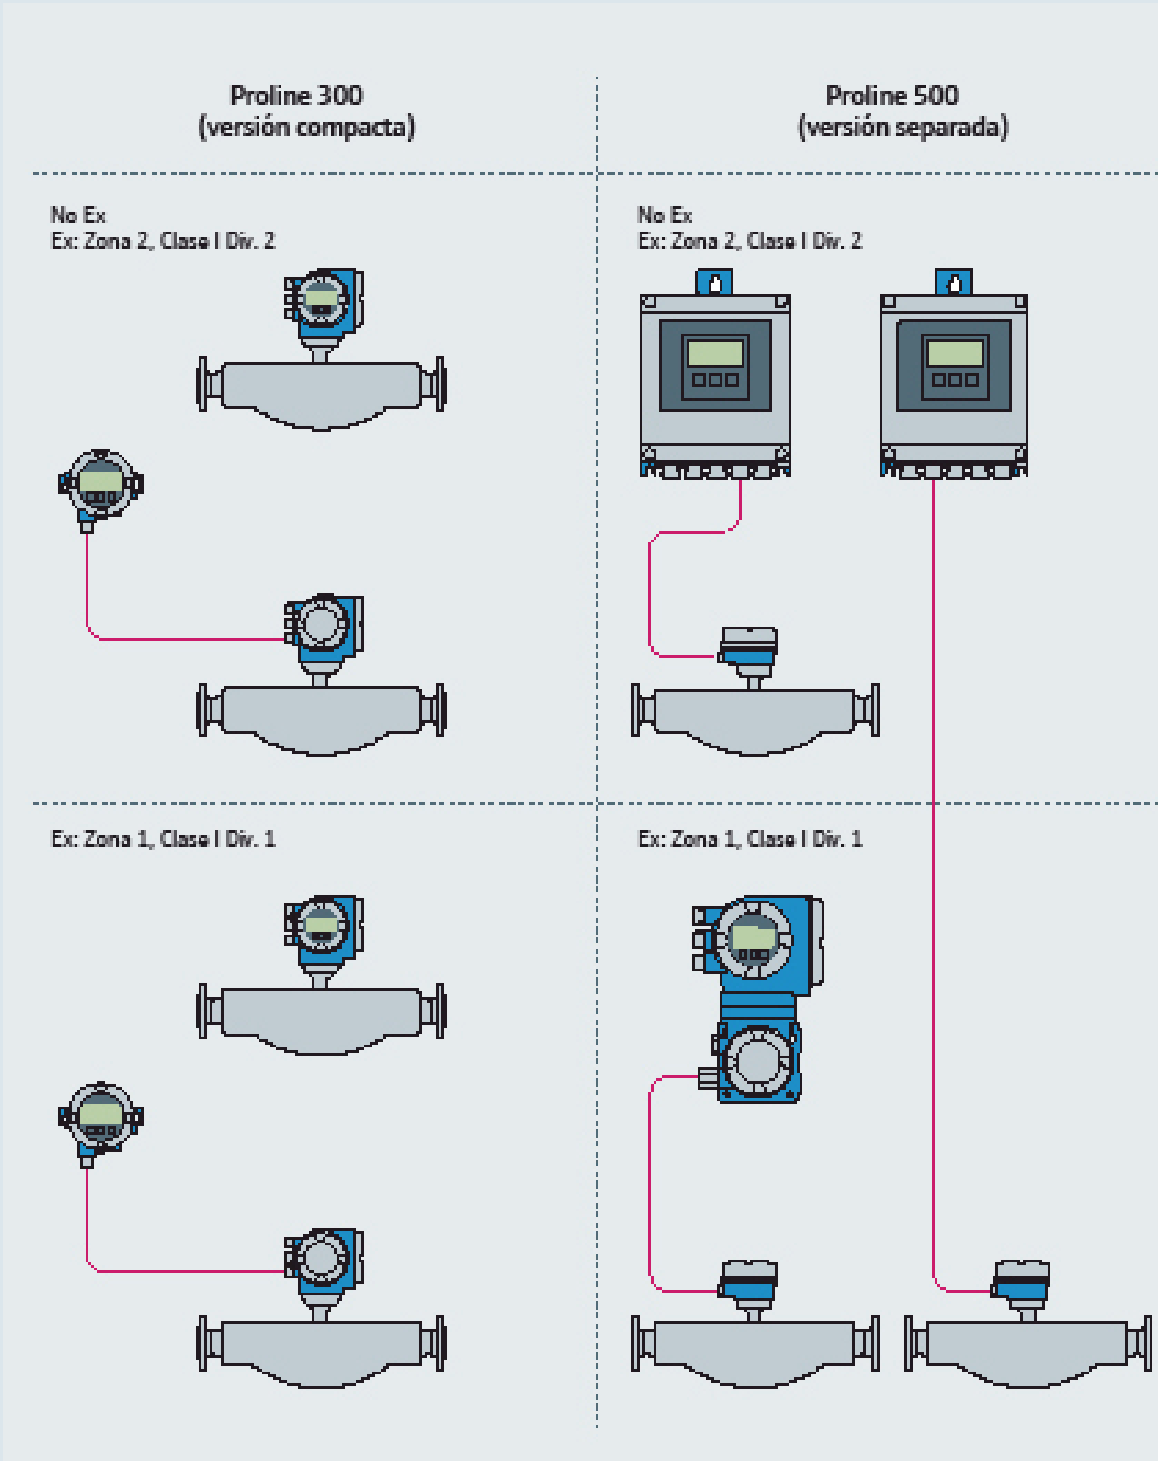 Proline 300
(versión compacta)
Proline 500
(versión separada)
No Ex
Ex: Zona 2, Clase I Div. 2
No Ex
Ex: Zona 2, Clase I Div. 2
Ex: Zona 1, Clase I Div. 1
Ex: Zona 1, Clase I Div. 1